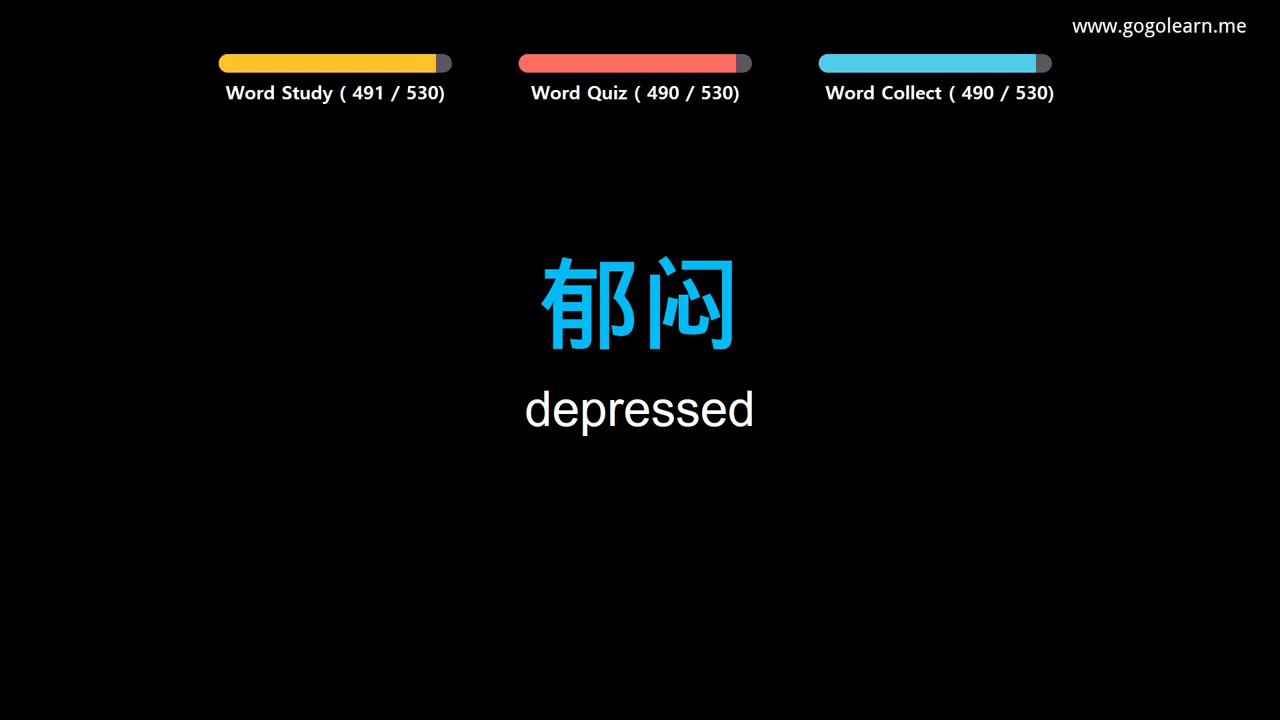 www.gogolearn.me
Word Study ( 491 / 530)
Word Quiz ( 490 / 530)
Word Collect ( 490 / 530)
郁闷
depressed